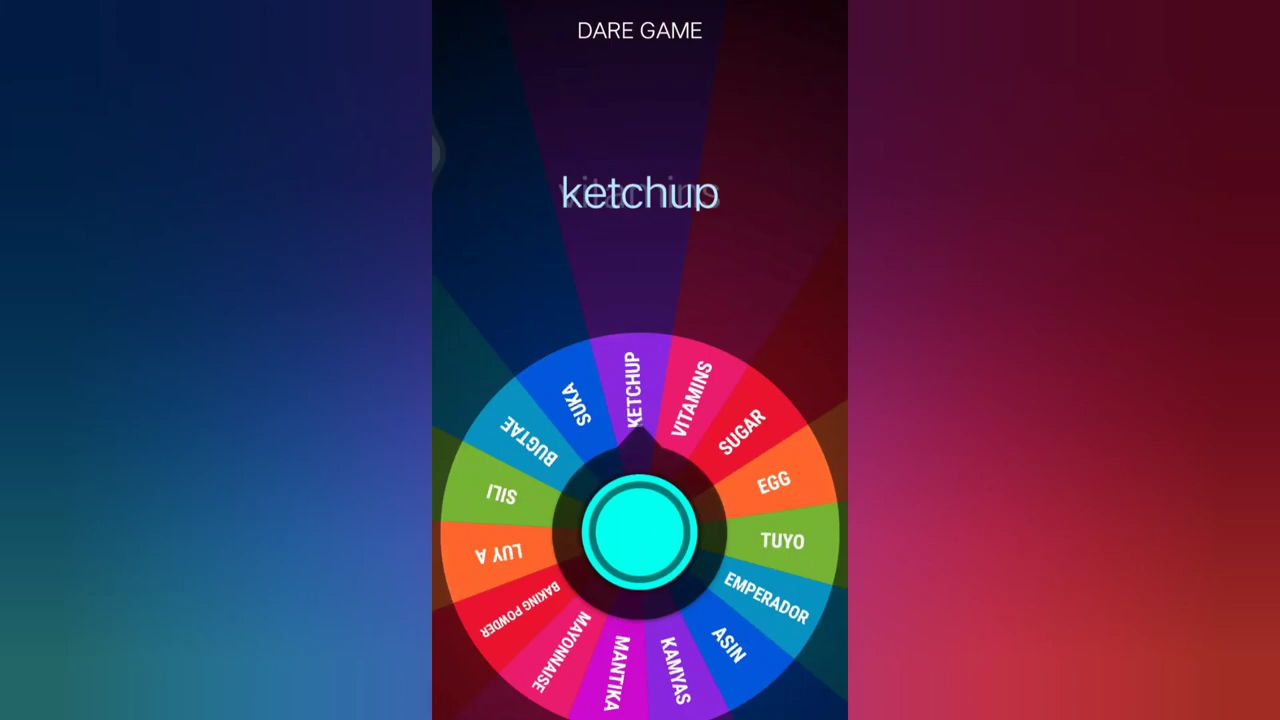 DARE GAME
ketchup
vitamins
KETCHUP
VITAMINS
SUGAR
EGG
TUYO
EMPERADOR
ASIN
KAMYAS
MANTIKA
MAYONNAISE
BAKING POWDER
LUY A
SILI
BUGTAE
SUKA